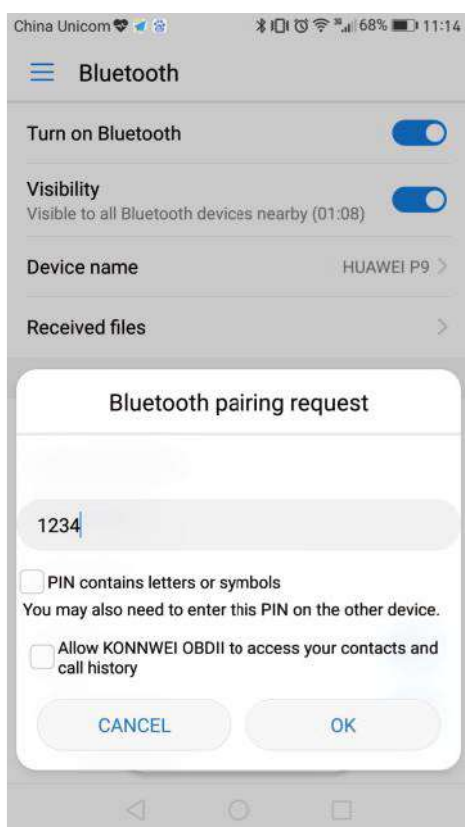 China Unicom 68% 11:14
Bluetooth
Turn on Bluetooth
Visibility
Visible to all Bluetooth devices nearby (01:08)
Device name HUAWEI P9
Received files
Bluetooth pairing request
1234
PIN contains letters or symbols
You may also need to enter this PIN on the other device.
Allow KONNWEI OBDII to access your contacts and
call history
CANCEL OK